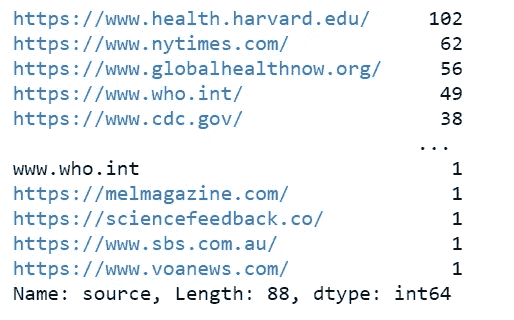 https://www.health.harvard.edu/ 102
https://www.nytimes.com/ 62
https://www.globalhealthnow.org/ 56
https://www.who.int/ 49
https://www.cdc.gov/ 38
...
www.who.int 1
https://melmagazine.com/ 1
https://sciencefeedback.co/ 1
https://www.sbs.com.au/ 1
https://www.voanews.com/ 1
Name: source, Length: 88, dtype: int64